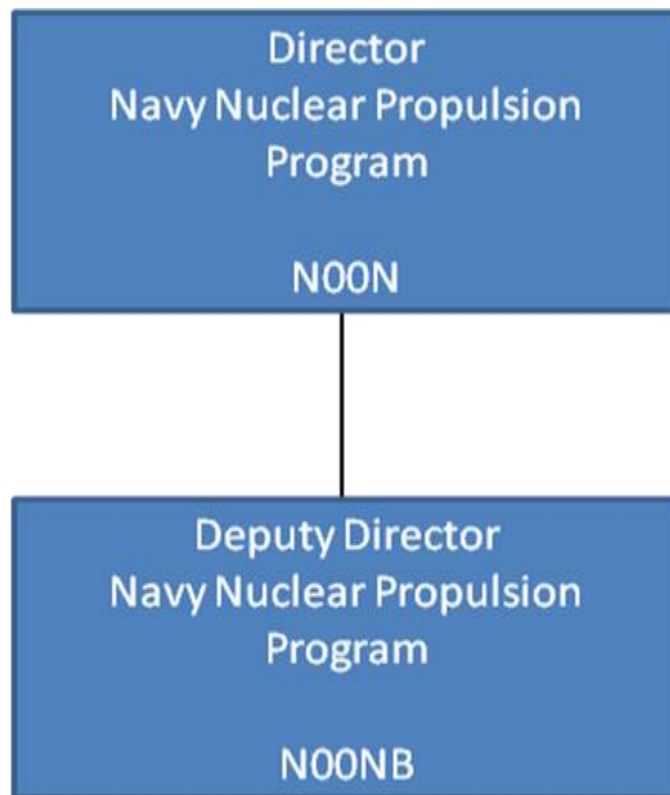 Director
Navy Nuclear Propulsion
Program
N00N
Deputy Director
Navy Nuclear Propulsion
Program
N00NB